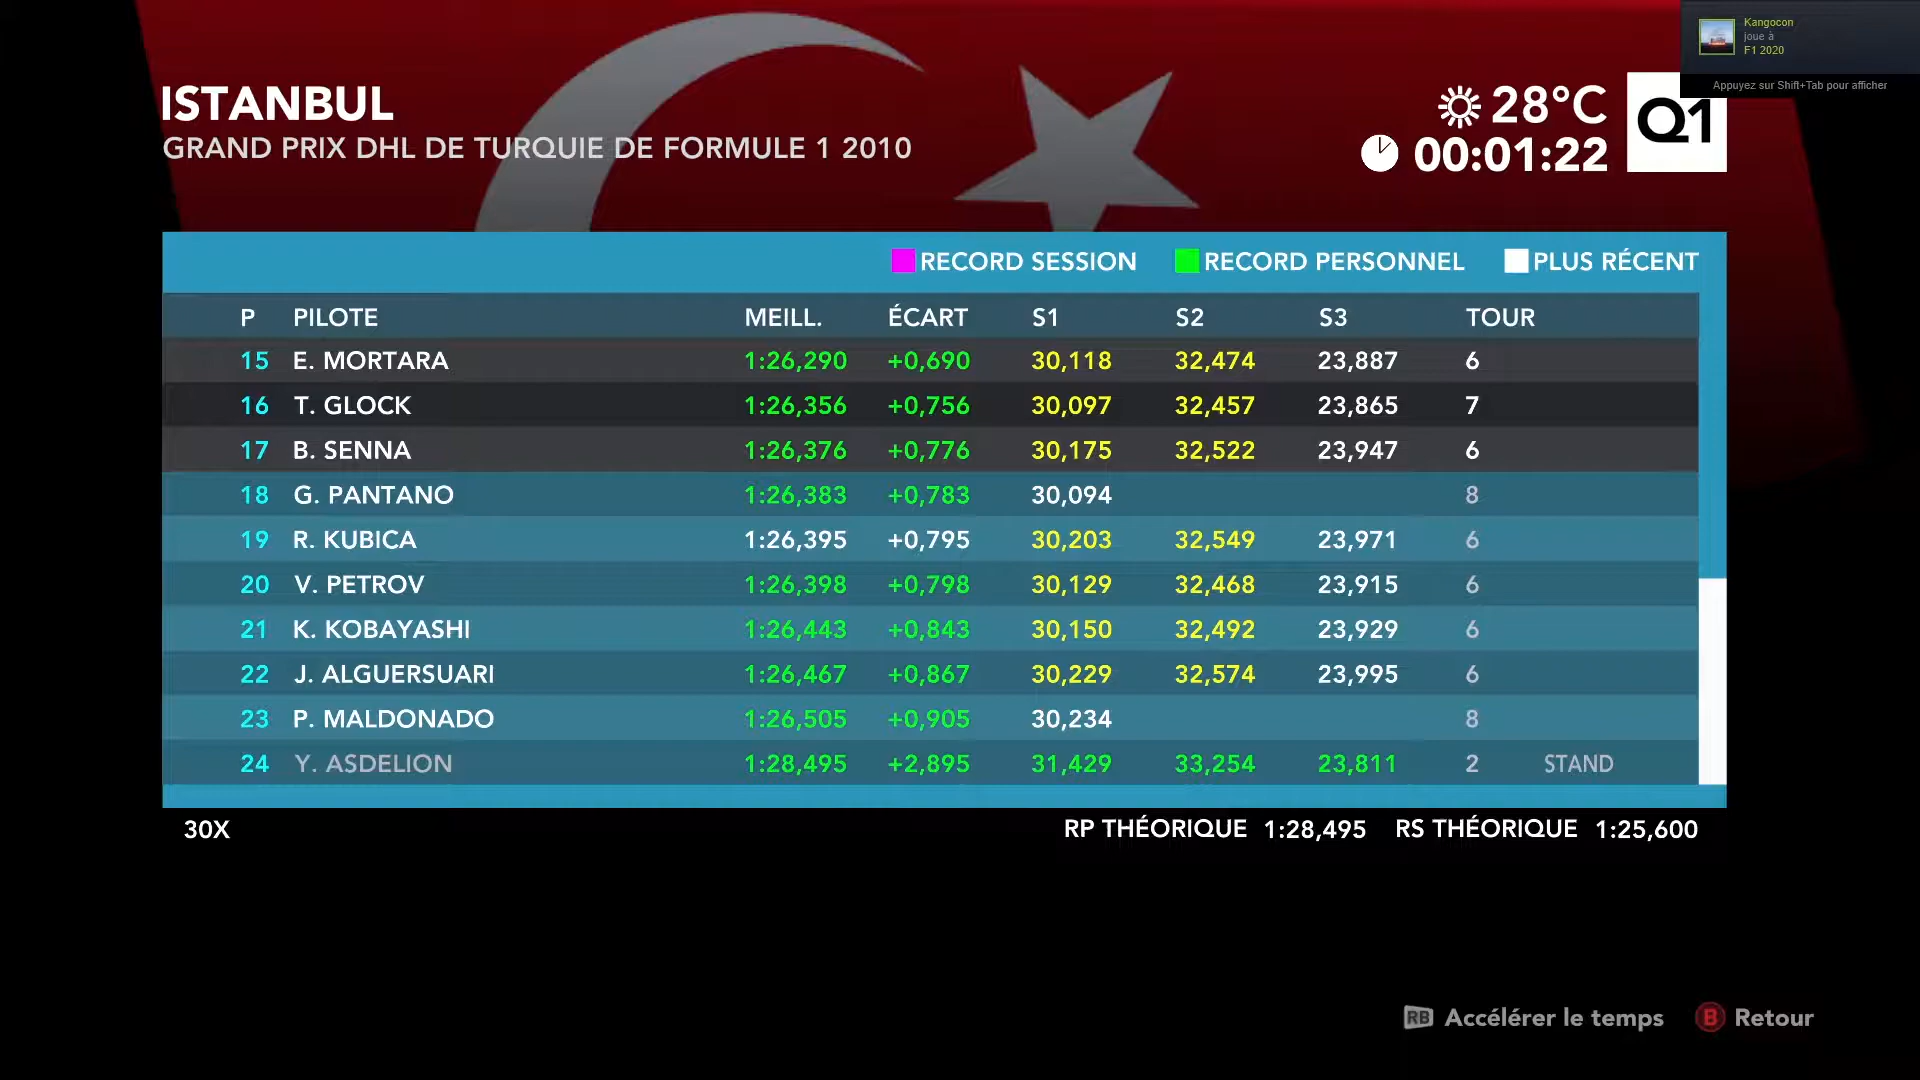 Kangocon
joue à
F1 2020
Appuyez sur Shift+Tab pour afficher
ISTANBUL
GRAND PRIX DHL DE TURQUIE DE FORMULE 1 2010
28°C
00:01:22
Q1
RECORD SESSION RECORD PERSONNEL PLUS RÉCENT
P PILOTE MEILL. ÉCART S1 S2 S3 TOUR
15 E. MORTARA 1:26,290 +0,690 30,118 32,474 23,887 6
16 T. GLOCK 1:26,356 +0,756 30,097 32,457 23,865 7
17 B. SENNA 1:26,376 +0,776 30,175 32,522 23,947 6
18 G. PANTANO 1:26,383 +0,783 30,094 8
19 R. KUBICA 1:26,395 +0,795 30,203 32,549 23,971 6
20 V. PETROV 1:26,398 +0,798 30,129 32,468 23,915 6
21 K. KOBAYASHI 1:26,443 +0,843 30,150 32,492 23,929 6
22 J. ALGUERSUARI 1:26,467 +0,867 30,229 32,574 23,995 6
23 P. MALDONADO 1:26,505 +0,905 30,234 8
24 Y. ASDELION 1:28,495 +2,895 31,429 33,254 23,811 2 STAND
30X RP THÉORIQUE 1:28,495 RS THÉORIQUE 1:25,600
RB Accélérer le temps B Retour